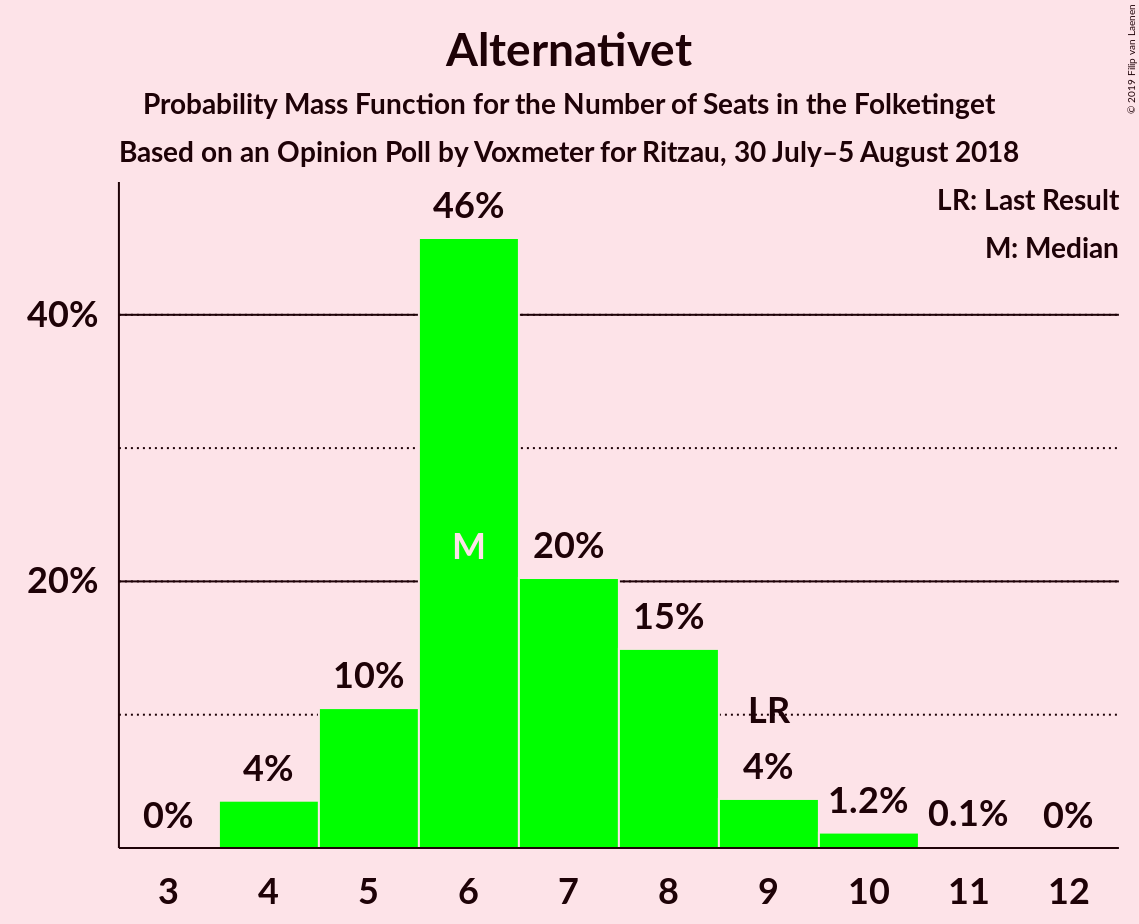 Alternativet
Probability Mass Function for the Number of Seats in the Folketinget
Based on an Opinion Poll by Voxmeter for Ritzau, 30 July–5 August 2018
© 2019 Filip van Laenen
LR: Last Result
M: Median
40%
20%
0%
4%
10%
46%
M
20%
15%
LR
4%
1.2%
0.1%
0%
3 4 5 6 7 8 9 10 11 12